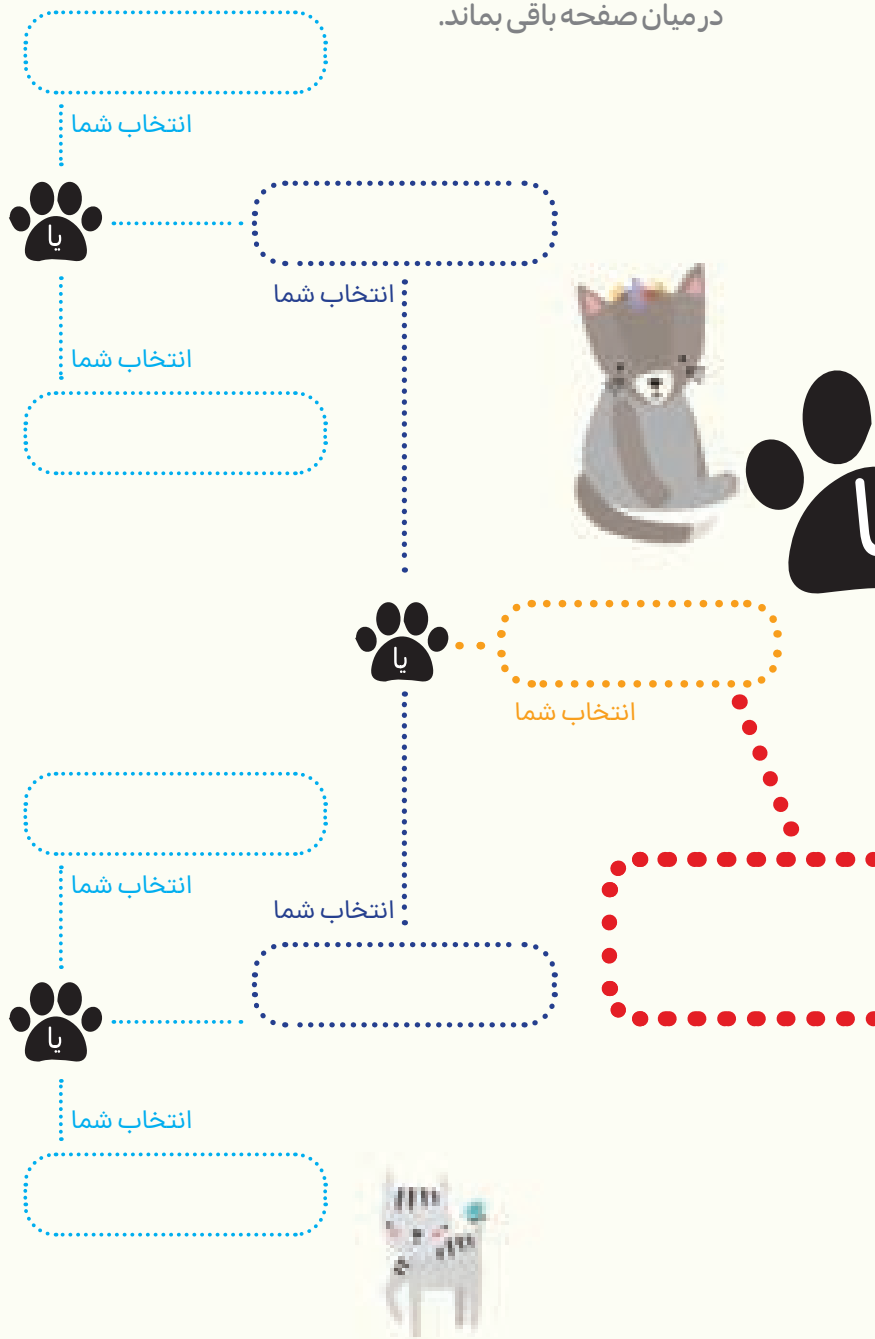 در میان صفحه باقی بماند.
انتخاب شما
یا
انتخاب شما
انتخاب شما
یا
یا
انتخاب شما
انتخاب شما
انتخاب شما
یا
انتخاب شما